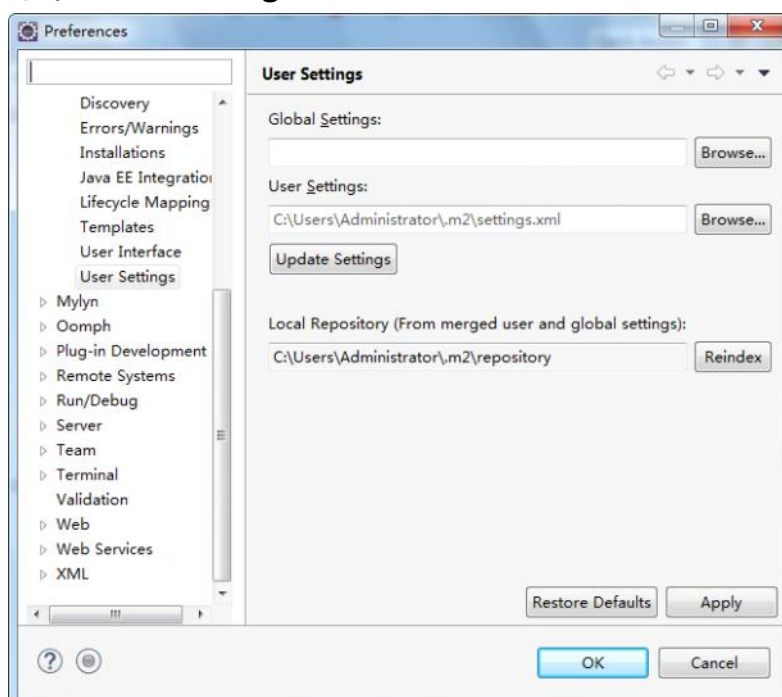 Preferences
Discovery
Errors/Warnings
Installations
Java EE Integration
Lifecycle Mapping
Templates
User Interface
User Settings
Mylyn
Oomph
Plug-in Development
Remote Systems
Run/Debug
Server
Team
Terminal
Validation
Web
Web Services
XML
User Settings
Global Settings:
Browse...
User Settings:
C:\Users\Administrator\.m2\settings.xml
Browse...
Update Settings
Local Repository (From merged user and global settings):
C:\Users\Administrator\.m2\repository
Reindex
Restore Defaults
Apply
OK
Cancel